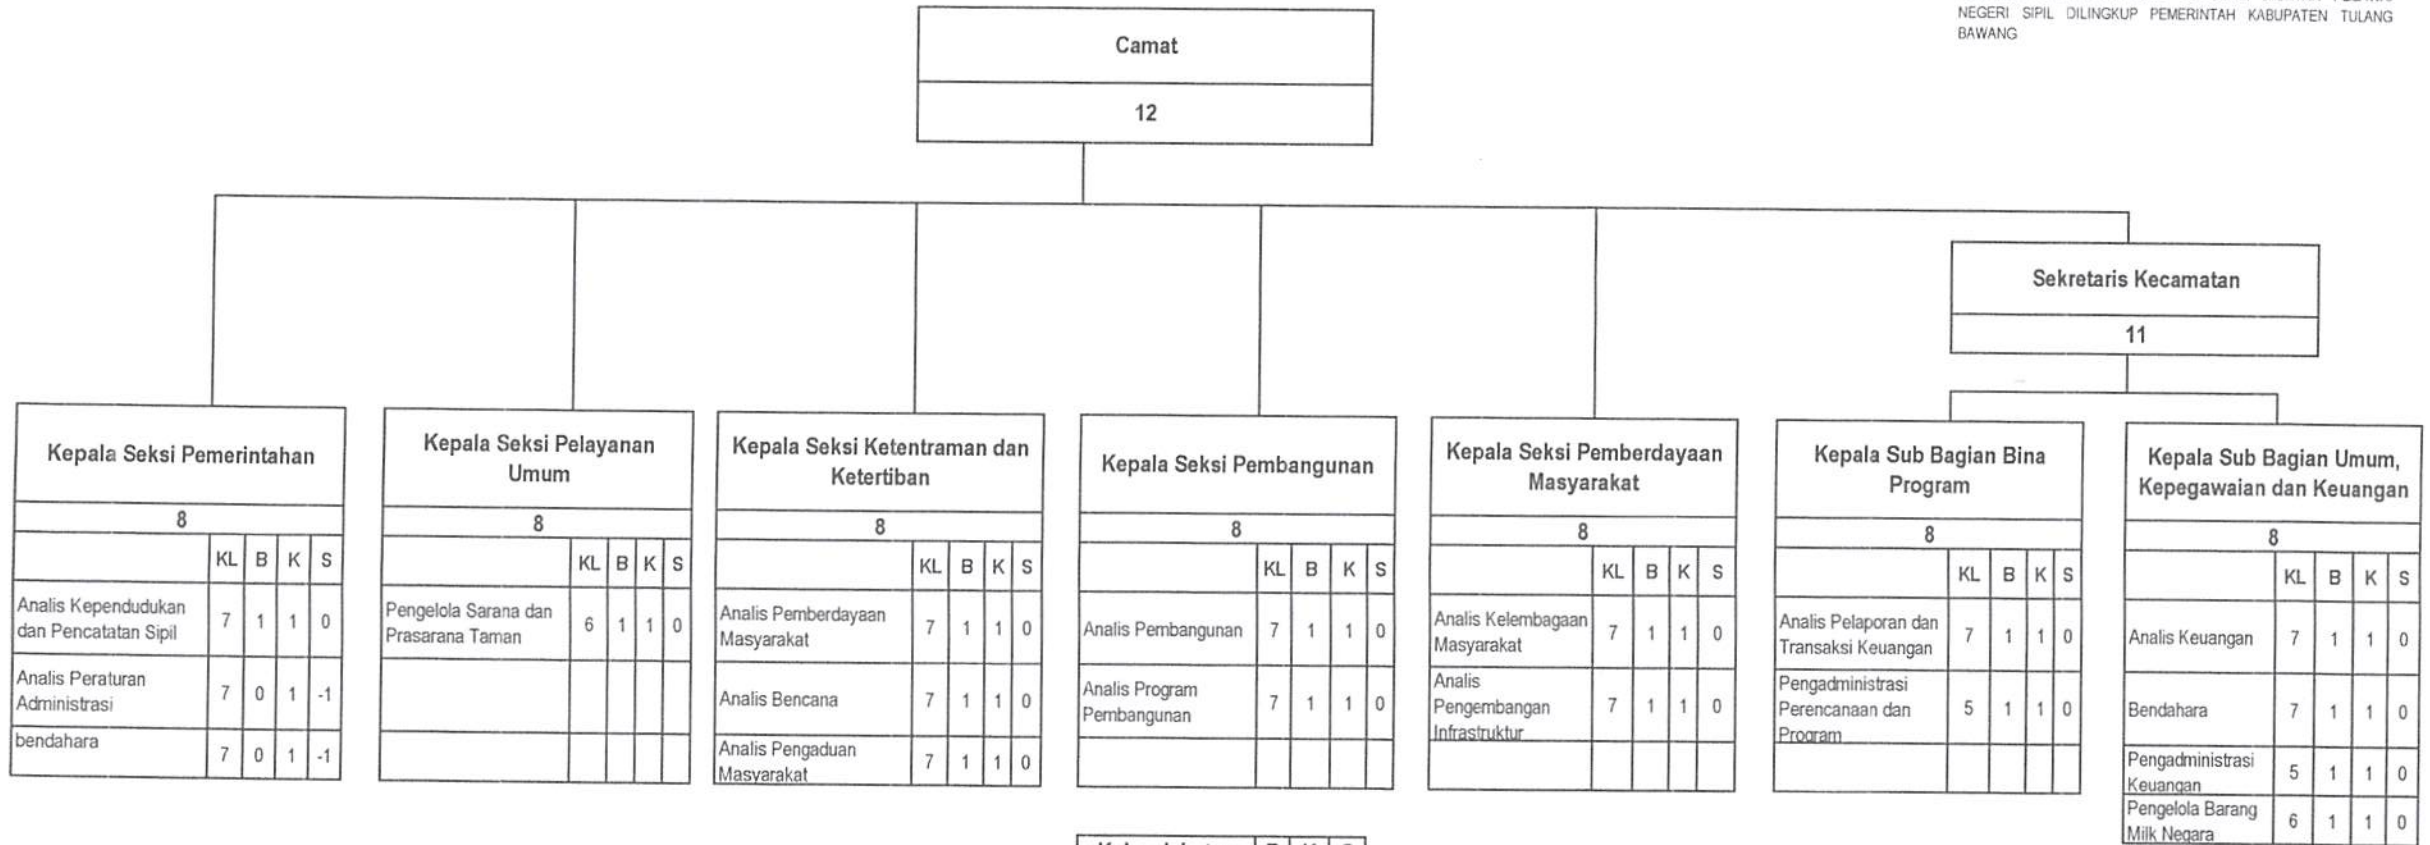 NEGERI SIPIL DILINGKUP PEMERINTAH KABUPATEN TULANG
BAWANG
Camat
12
Sekretaris Kecamatan
11
Kepala Seksi Pemerintahan
8
KL B K S
Analis Kependudukan
dan Pencatatan Sipil
7 1 1 0
Analis Peraturan
Administrasi
7 0 1 -1
bendahara
7 0 1 -1
Kepala Seksi Pelayanan
Umum
8
KL B K S
Pengelola Sarana dan
Prasarana Taman
6 1 1 0
Kepala Seksi Ketentraman dan
Ketertiban
8
KL B K S
Analis Pemberdayaan
Masyarakat
7 1 1 0
Analis Bencana
7 1 1 0
Analis Pengaduan
Masyarakat
7 1 1 0
Kepala Seksi Pembangunan
8
KL B K S
Analis Pembangunan 7 1 1 0
Analis Program
Pembangunan
7 1 1 0
Kepala Seksi Pemberdayaan
Masyarakat
8
KL B K S
Analis Kelembagaan
Masyarakat
7 1 1 0
Analis
Pengembangan
Infrastruktur
7 1 1 0
Kepala Sub Bagian Bina
Program
8
KL B K S
Analis Pelaporan dan
Transaksi Keuangan
7 1 1 0
Pengadministrasi
Perencanaan dan
Program
5 1 1 0
Kepala Sub Bagian Umum,
Kepegawaian dan Keuangan
8
KL B K S
Analis Keuangan 7 1 1 0
Bendahara 7 1 1 0
Pengadministrasi
Keuangan
5 1 1 0
Pengelola Barang
Milk Negara
6 1 1 0